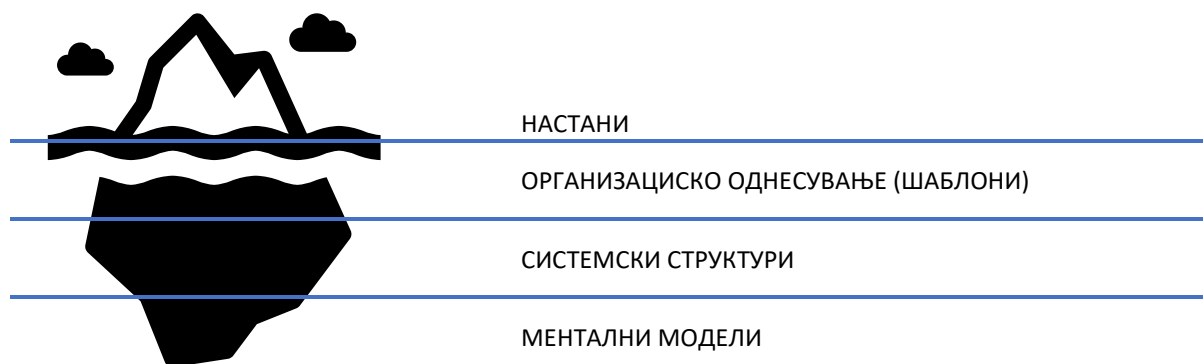 НАСТАНИ
ОРГАНИЗАЦИСКО ОДНЕСУВАЊЕ (ШАБЛОНИ)
СИСТЕМСКИ СТРУКТУРИ
МЕНТАЛНИ МОДЕЛИ